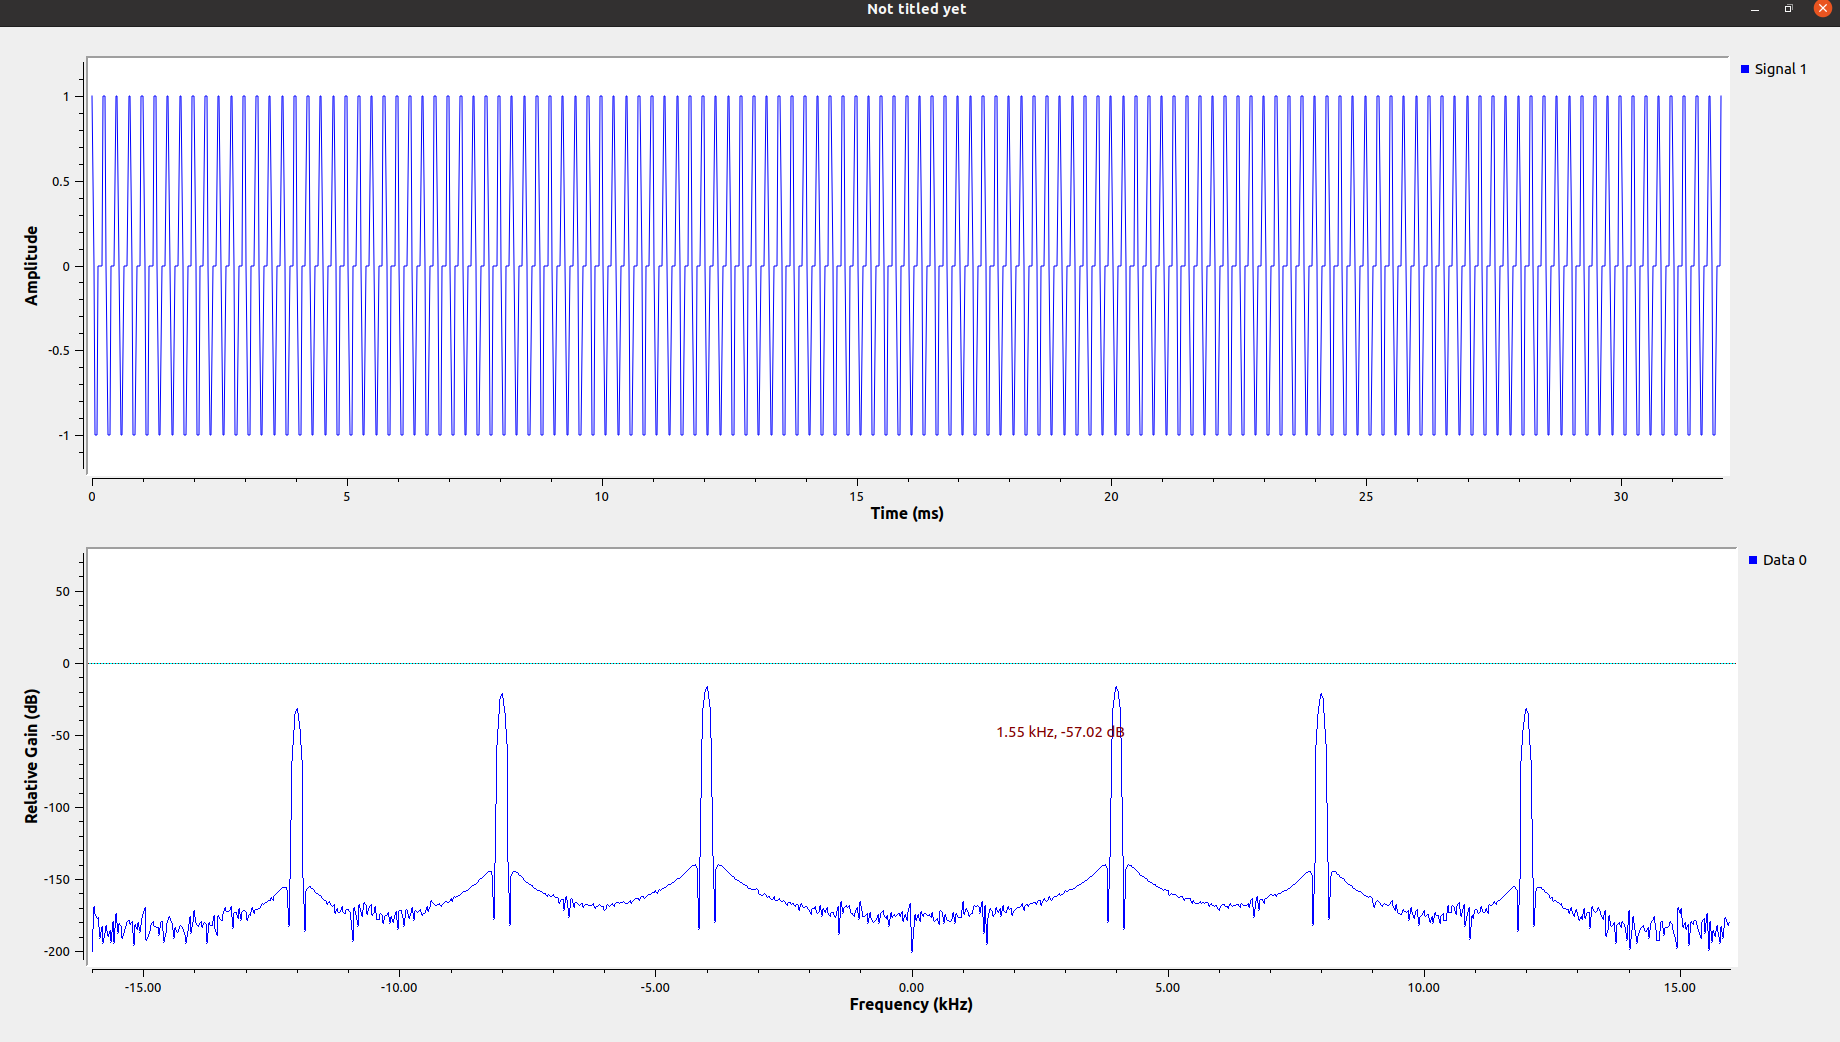 Not titled yet
Signal 1
Amplitude
1
0.5
0
-0.5
-1
0 5 10 15 20 25 30
Time (ms)
Data 0
Relative Gain (dB)
50
0
-50
-100
-150
-200
1.55 kHz, -57.02 dB
-15.00 -10.00 -5.00 0.00 5.00 10.00 15.00
Frequency (kHz)